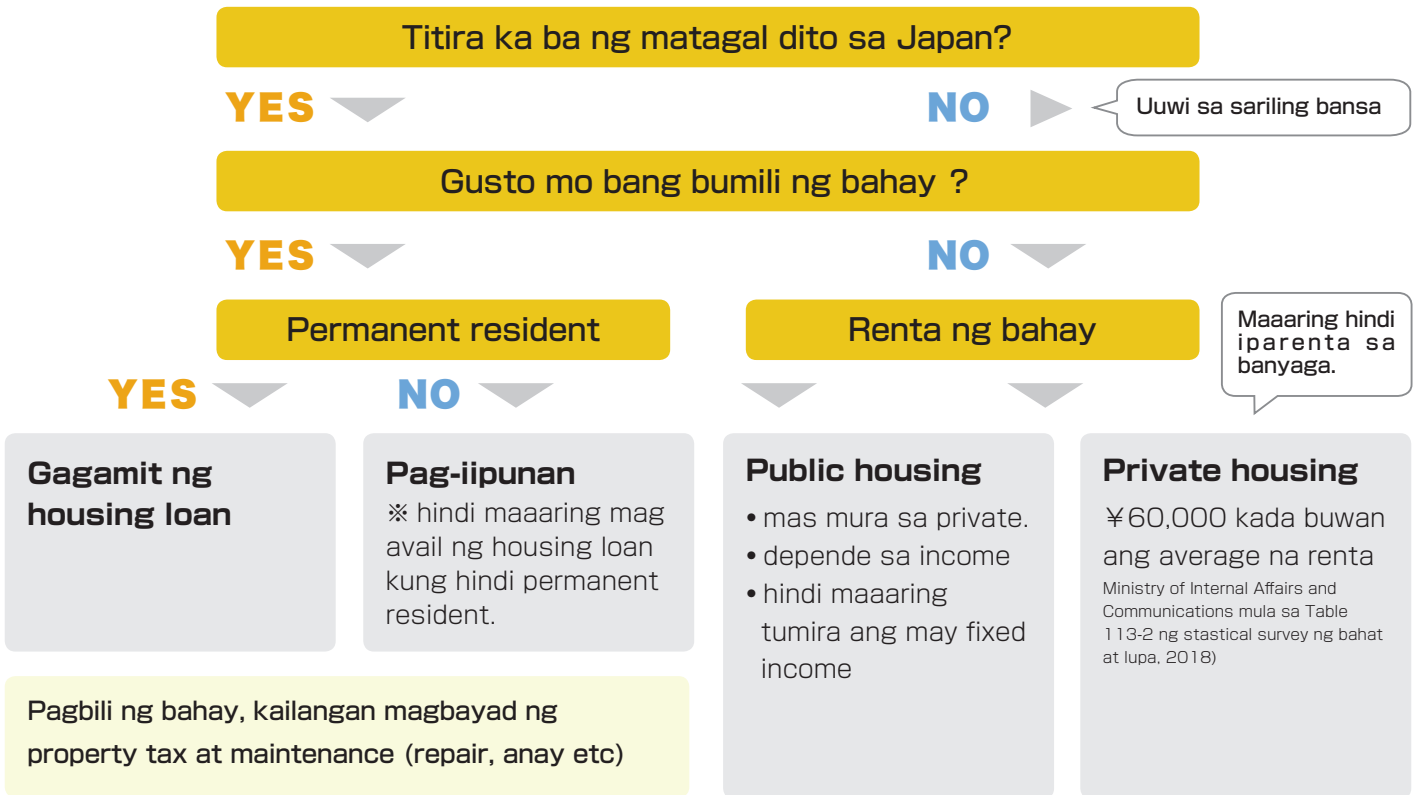 Titira ka ba ng matagal dito sa Japan?
YES
NO
Uuwi sa sariling bansa
Gusto mo bang bumili ng bahay ?
YES
NO
Permanent resident
Renta ng bahay
Maaaring hindi
iparenta sa
banyaga.
YES
NO
Gagamit ng
housing loan
Pag-iipunan
※ hindi maaaring mag
avail ng housing loan
kung hindi permanent
resident.
Public housing
• mas mura sa private.
• depende sa income
• hindi maaaring
tumira ang may fixed
income
Private housing
￥60,000 kada buwan
ang average na renta
Ministry of Internal Affairs and
Communications mula sa Table
113-2 ng stastical survey ng bahat
at lupa, 2018)
Pagbili ng bahay, kailangan magbayad ng
property tax at maintenance (repair, anay etc)